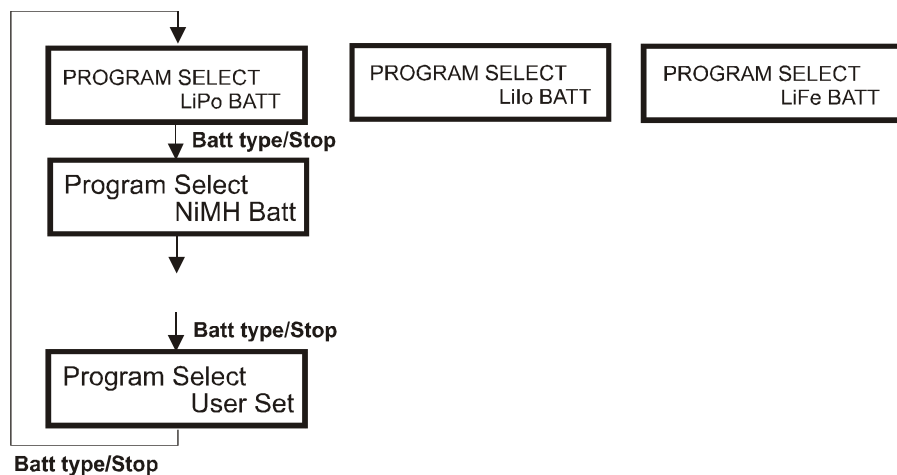 PROGRAM SELECT
LiPo BATT
PROGRAM SELECT
LiIo BATT
PROGRAM SELECT
LiFe BATT
Batt type/Stop
Program Select
NiMH Batt
Batt type/Stop
Program Select
User Set
Batt type/Stop